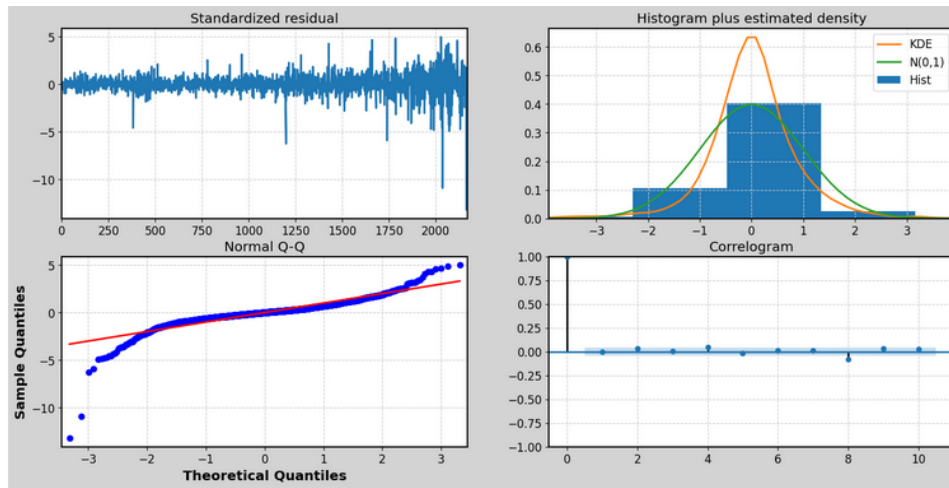 Standardized residual
5
0
−5
−10
0 250 500 750 1000 1250 1500 1750 2000
Histogram plus estimated density
KDE
N(0,1)
Hist
0.6
0.5
0.4
0.3
0.2
0.1
0.0
−3 −2 −1 0 1 2 3
Normal Q-Q
Sample Quantiles
5
0
−5
−10
−3 −2 −1 0 1 2 3
Theoretical Quantiles
Correlogram
1.00
0.75
0.50
0.25
0.00
−0.25
−0.50
−0.75
−1.00
0 2 4 6 8 10